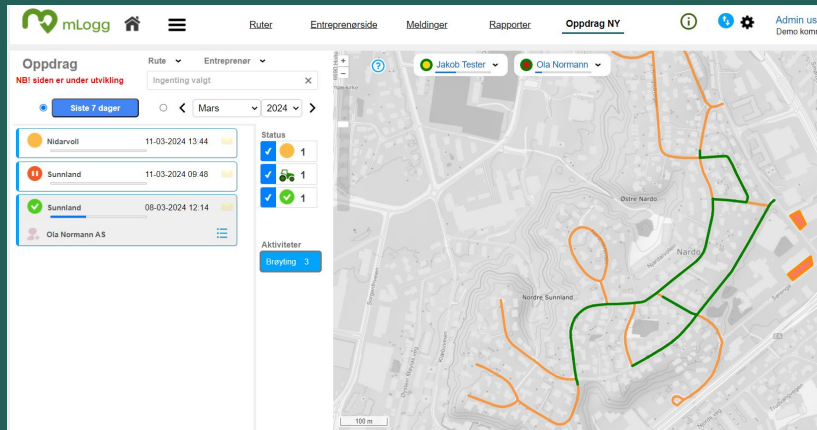 mLogg
Ruter
Entreprenørside
Meldinger
Rapporter
Oppdrag NY
Admin us
Demo komm
Oppdrag
NB! siden er under utvikling
Rute
Entreprenør
Ingenting valgt
Siste 7 dager
Mars
2024
Nidarvoll
11-03-2024 13:44
Sunnland
11-03-2024 09:48
Sunnland
08-03-2024 12:14
Ola Normann AS
Status
1
1
1
Aktiviteter
Brøyting 3
Jakob Tester
Ola Normann
Østre Nardo
Nardo
Nordre Sunnland
100 m